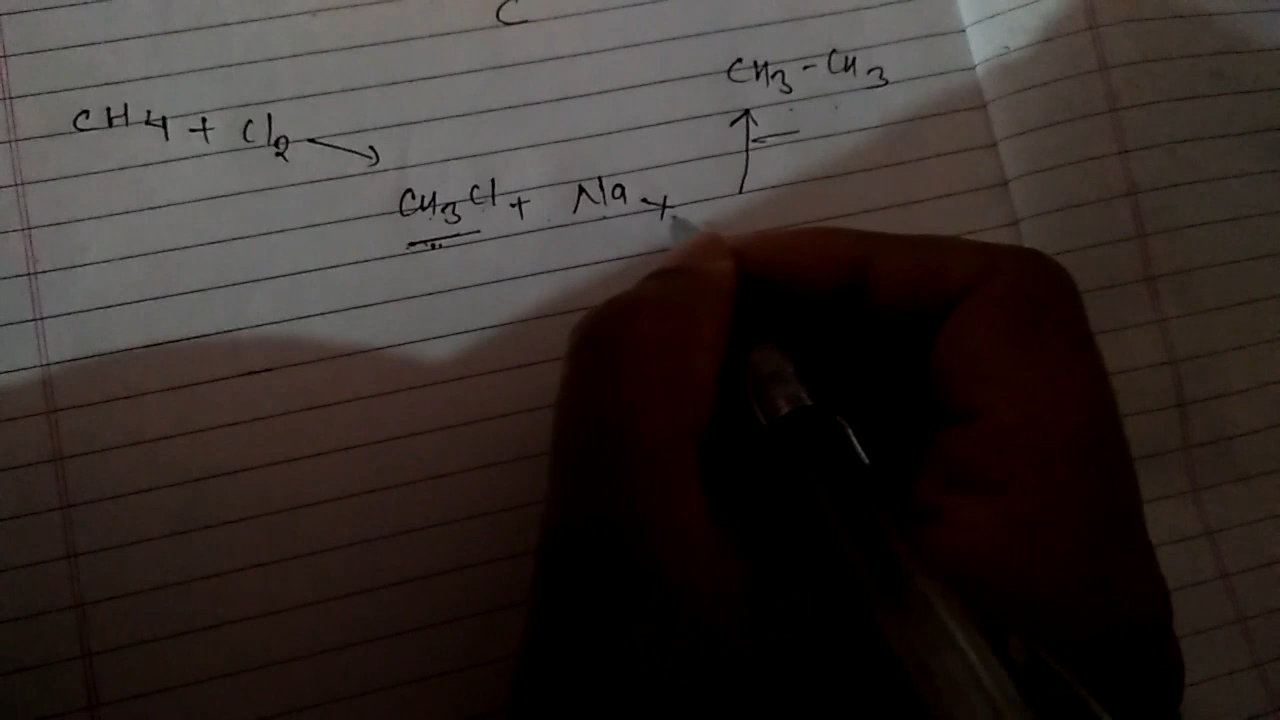 C
CH3-CH3
CH4 + Cl2 →
CH3Cl + Na +